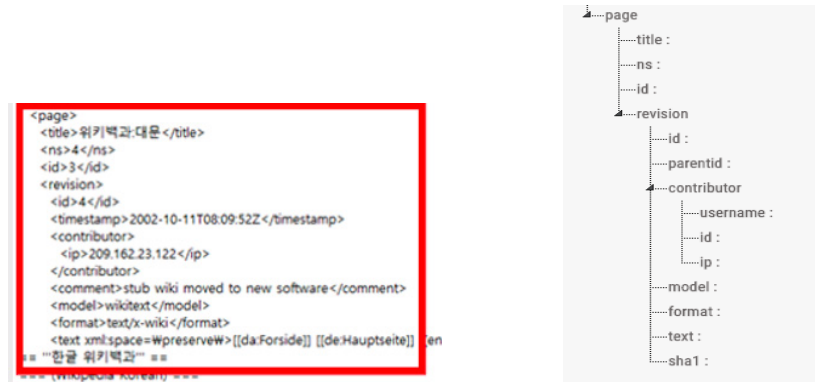 <page>
<title>위키백과:대문</title>
<ns>4</ns>
<id>3</id>
<revision>
<id>4</id>
<timestamp>2002-10-11T08:09:52Z</timestamp>
<contributor>
<ip>209.162.23.122</ip>
</contributor>
<comment>stub wiki moved to new software</comment>
<model>wikitext</model>
<format>text/x-wiki</format>
<text xml:space=₩preserve₩>[[da:Forside]] [[de:Hauptseite]] [en
== '''한글 위키백과''' ==
=== (Wikipedia Korean) ===
page
title :
ns :
id :
revision
id :
parentid :
contributor
username :
id :
ip :
model :
format :
text :
sha1 :